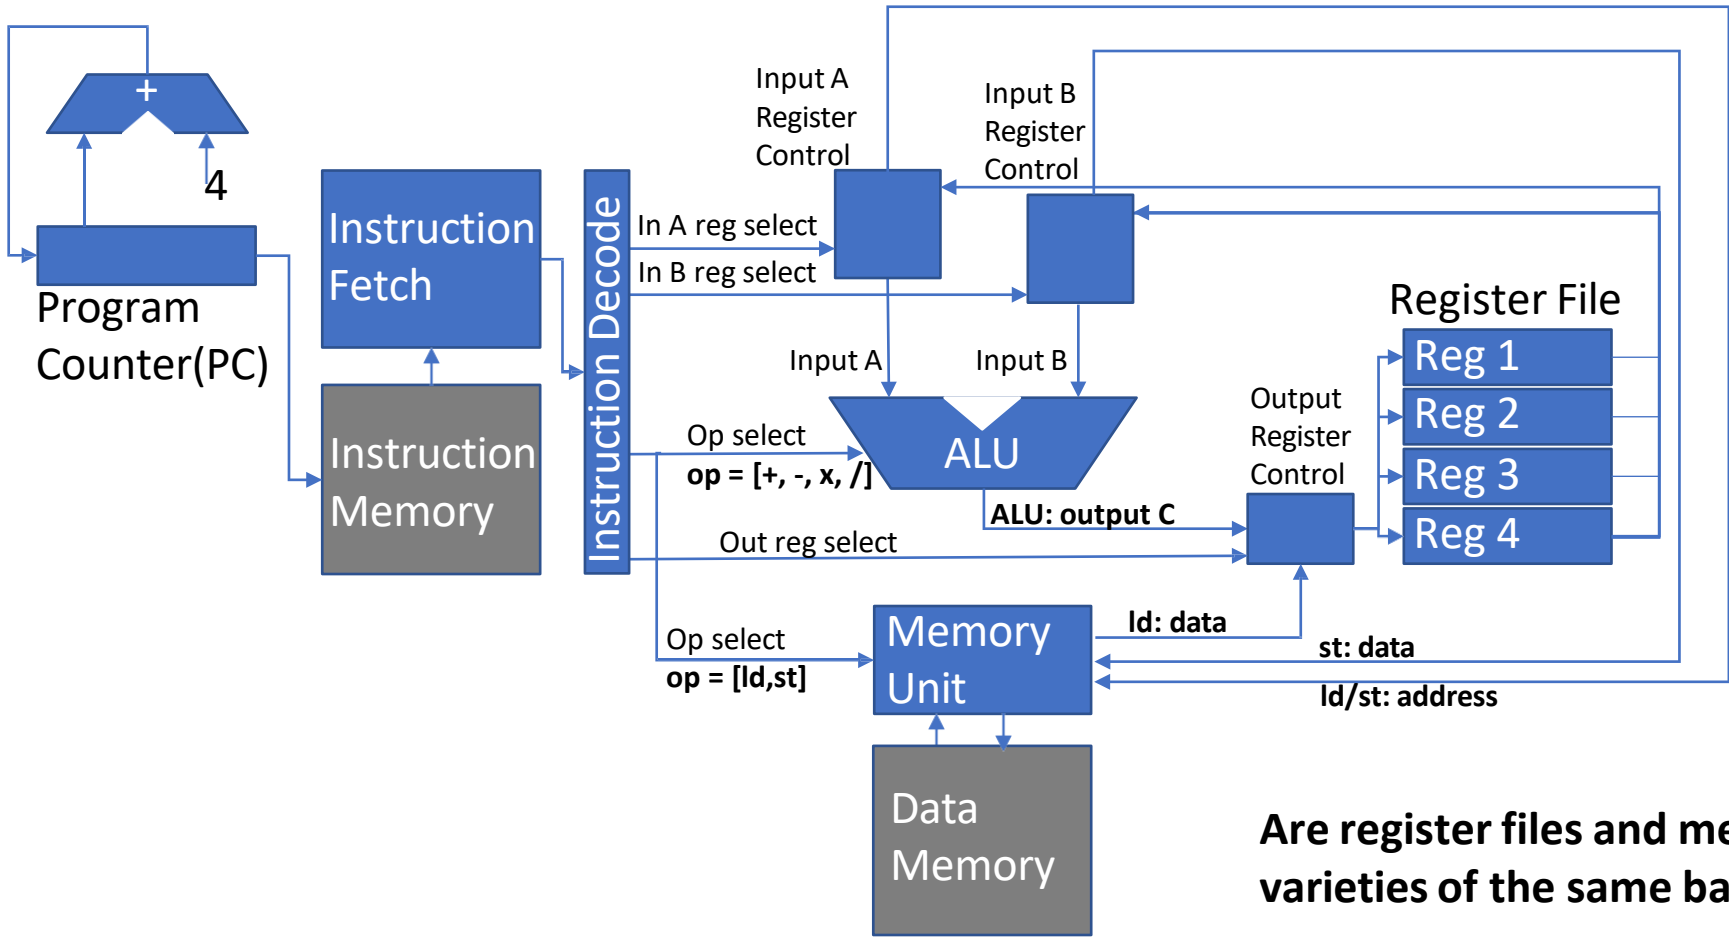 +
4
Program
Counter(PC)
Instruction
Fetch
Instruction
Memory
Instruction Decode
In A reg select
In B reg select
Input A
Register
Control
Input B
Register
Control
Input A
Input B
ALU
Op select
op = [+, -, x, /]
ALU: output C
Out reg select
Output
Register
Control
Register File
Reg 1
Reg 2
Reg 3
Reg 4
Op select
op = [ld,st]
Memory
Unit
ld: data
st: data
ld/st: address
Data
Memory
Are register files and
varieties of the same